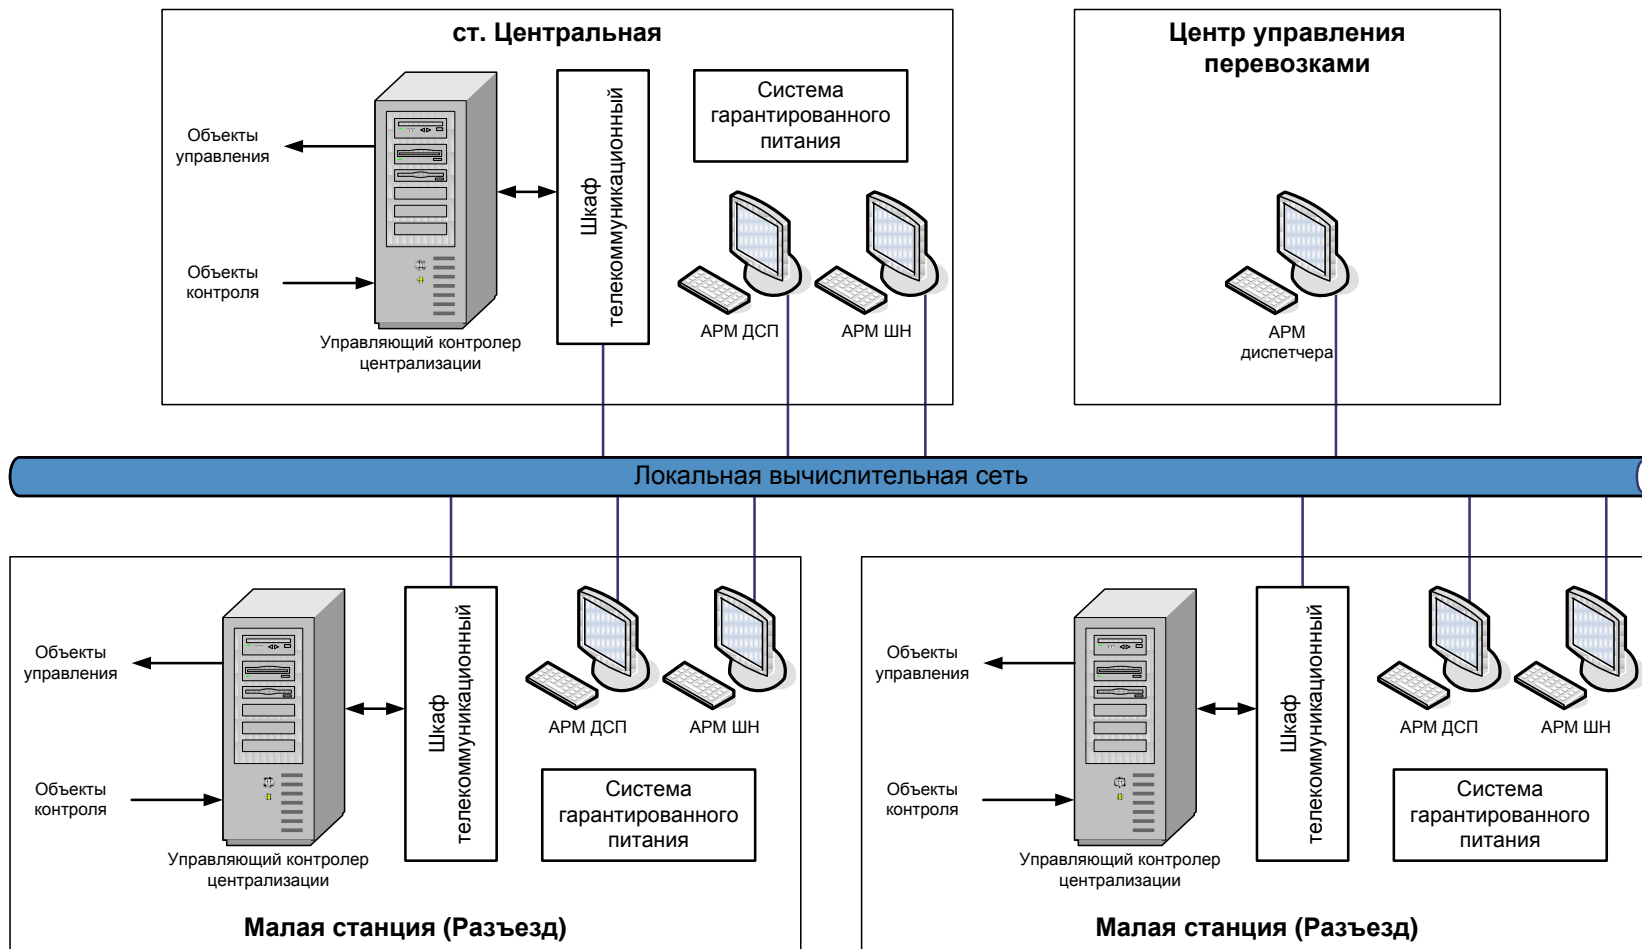 ст. Центральная
Объекты
управления
Объекты
контроля
Управляющий контролер
централизации
Шкаф
телекоммуникационный
Система
гарантированного
питания
АРМ ДСП
АРМ ШН
Центр управления
перевозками
АРМ
диспетчера
Локальная вычислительная сеть
Объекты
управления
Объекты
контроля
Управляющий контролер
централизации
Шкаф
телекоммуникационный
АРМ ДСП
АРМ ШН
Система
гарантированного
питания
Малая станция (Разъезд)
Объекты
управления
Объекты
контроля
Управляющий контролер
централизации
Шкаф
телекоммуникационный
АРМ ДСП
АРМ ШН
Система
гарантированного
питания
Малая станция (Разъезд)